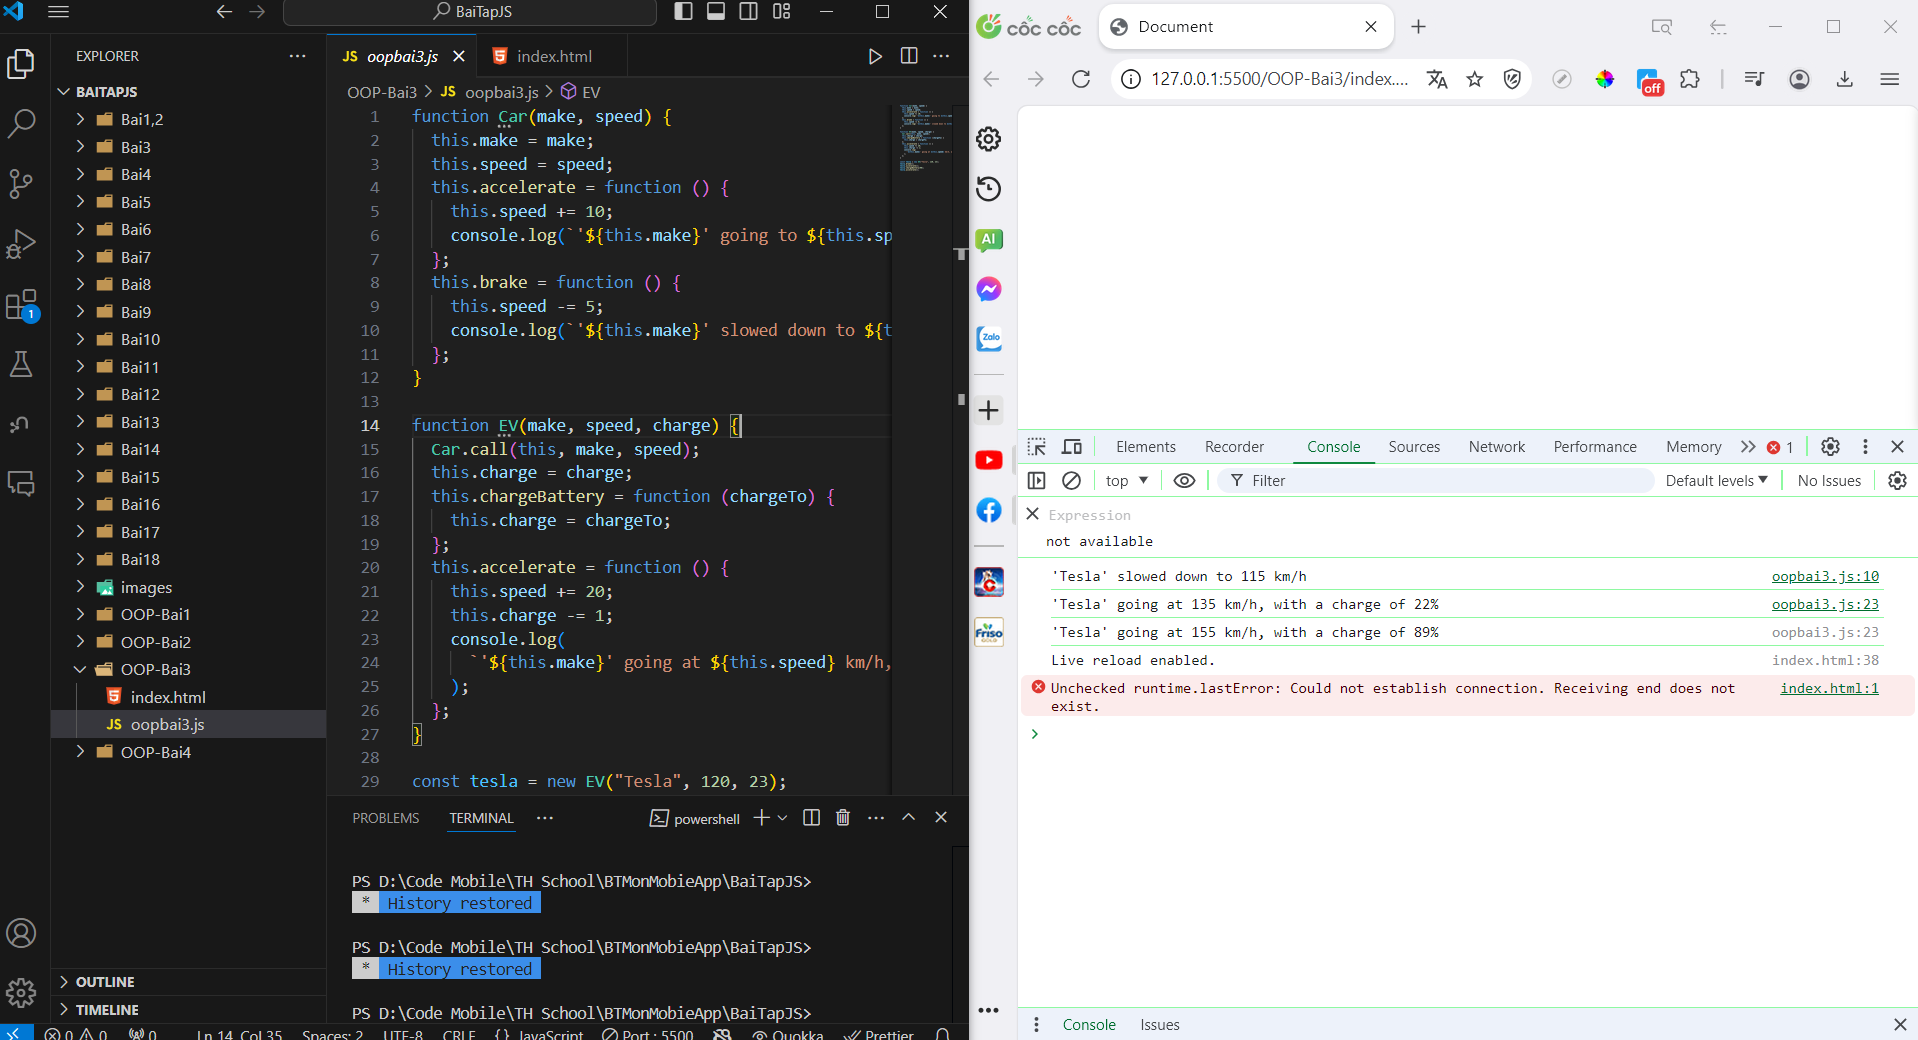 BaiTapJS
EXPLORER
BAITAPJS
Bai1,2
Bai3
Bai4
Bai5
Bai6
Bai7
Bai8
Bai9
Bai10
Bai11
Bai12
Bai13
Bai14
Bai15
Bai16
Bai17
Bai18
images
OOP-Bai1
OOP-Bai2
OOP-Bai3
index.html
JS oopbai3.js
OOP-Bai4
OUTLINE
TIMELINE
1
JS oopbai3.js
index.html
OOP-Bai3 > JS oopbai3.js > EV
1 function Car(make, speed) {
2 this.make = make;
3 this.speed = speed;
4 this.accelerate = function () {
5 this.speed += 10;
6 console.log(`'${this.make}' going to ${this.sp
7 };
8 this.brake = function () {
9 this.speed -= 5;
10 console.log(`'${this.make}' slowed down to ${t
11 };
12 }
13
14 function EV(make, speed, charge) {
15 Car.call(this, make, speed);
16 this.charge = charge;
17 this.chargeBattery = function (chargeTo) {
18 this.charge = chargeTo;
19 };
20 this.accelerate = function () {
21 this.speed += 20;
22 this.charge -= 1;
23 console.log(
24 `'${this.make}' going at ${this.speed} km/h,
25 );
26 };
27 }
28
29 const tesla = new EV("Tesla", 120, 23);
PROBLEMS TERMINAL ... powershell
PS D:\Code Mobile\TH School\BTMonMobieApp\BaiTapJS>
* History restored
PS D:\Code Mobile\TH School\BTMonMobieApp\BaiTapJS>
* History restored
PS D:\Code Mobile\TH School\BTMonMobieApp\BaiTapJS>
0 0 0 Ln 14, Col 35 Spaces: 2 UTF-8 CRLF {} JavaScript Port : 5500 Quokka Prettier
cốc cốc
Document
127.0.0.1:5500/OOP-Bai3/index....
off
AI
Zalo
Friso
GOLD
Elements Recorder Console Sources Network Performance Memory 1
top Filter Default levels No Issues
Expression
not available
'Tesla' slowed down to 115 km/h oopbai3.js:10
'Tesla' going at 135 km/h, with a charge of 22% oopbai3.js:23
'Tesla' going at 155 km/h, with a charge of 89% oopbai3.js:23
Live reload enabled. index.html:38
Unchecked runtime.lastError: Could not establish connection. Receiving end does not index.html:1
exist.
Console Issues